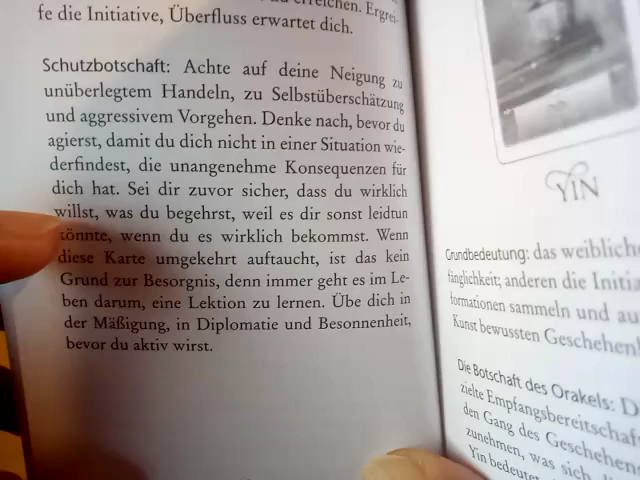 erreichen. Ergrei-
fe die Initiative, Überfluss erwartet dich.
Schutzbotschaft: Achte auf deine Neigung zu
unüberlegtem Handeln, zu Selbstüberschätzung
und aggressivem Vorgehen. Denke nach, bevor du
agierst, damit du dich nicht in einer Situation wie-
derfindest, die unangenehme Konsequenzen für
dich hat. Sei dir zuvor sicher, dass du wirklich
willst, was du begehrst, weil es dir sonst leidtun
könnte, wenn du es wirklich bekommst. Wenn
diese Karte umgekehrt auftaucht, ist das kein
Grund zur Besorgnis, denn immer geht es im Le-
ben darum, eine Lektion zu lernen. Übe dich in
der Mäßigung, in Diplomatie und Besonnenheit,
bevor du aktiv wirst.
YIN
Grundbedeutung: das weibliche
fänglichkeit; anderen die Initia
formationen sammeln und au
Kunst bewussten Geschehen
Die Botschaft des Orakels: D
zielte Empfangsbereitschaf
den Gang des Geschehens
zunehmen, was sich
Yin bedeute